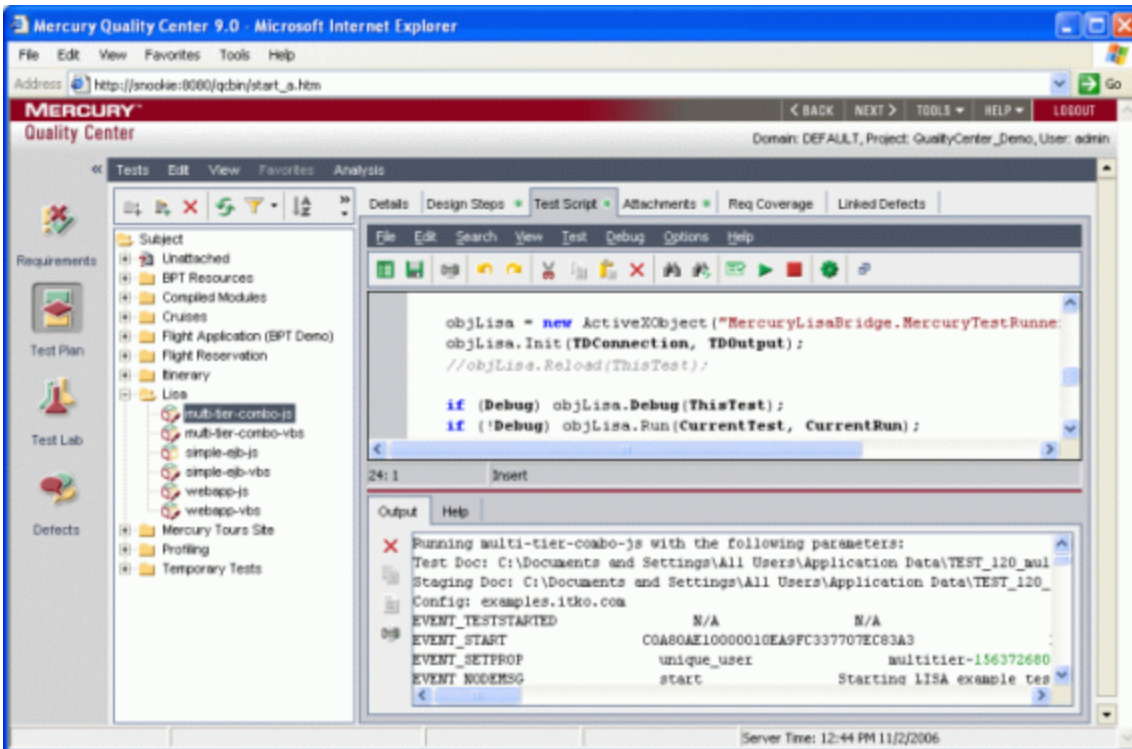 Mercury Quality Center 9.0 - Microsoft Internet Explorer
File Edit View Favorites Tools Help
Address http://snookie:8080/qcbin/start_a.htm Go
MERCURY™ < BACK NEXT > TOOLS HELP LOGOUT
Quality Center
Domain: DEFAULT, Project: QualityCenter_Demo, User: admin
« Tests Edit View Favorites Analysis
Requirements
Test Plan
Test Lab
Defects
Subject
Unattached
BPT Resources
Compiled Modules
Cruises
Flight Application (BPT Demo)
Flight Reservation
Itinerary
Lisa
multi-tier-combo-js
multi-tier-combo-vbs
simple-ejb-js
simple-ejb-vbs
webapp-js
webapp-vbs
Mercury Tours Site
Profiling
Temporary Tests
Details Design Steps Test Script Attachments Req Coverage Linked Defects
File Edit Search View Test Debug Options Help
objLisa = new ActiveXObject("MercuryLisaBridge.MercuryTestRunne
objLisa.Init(TDConnection, TDOutput);
//objLisa.Reload(ThisTest);
if (Debug) objLisa.Debug(ThisTest);
if (!Debug) objLisa.Run(CurrentTest, CurrentRun);
24: 1 Insert
Output Help
Running multi-tier-combo-js with the following parameters:
Test Doc: C:\Documents and Settings\All Users\Application Data\TEST_120_mul
Staging Doc: C:\Documents and Settings\All Users\Application Data\TEST_120_
Config: examples.itko.com
EVENT_TESTSTARTED N/A N/A
EVENT_START C0A80AE10000010EA9FC337707EC83A3
EVENT_SETPROP unique_user multitier-156372680
EVENT_NODEMSG start Starting LISA example tes
Server Time: 12:44 PM 11/2/2006